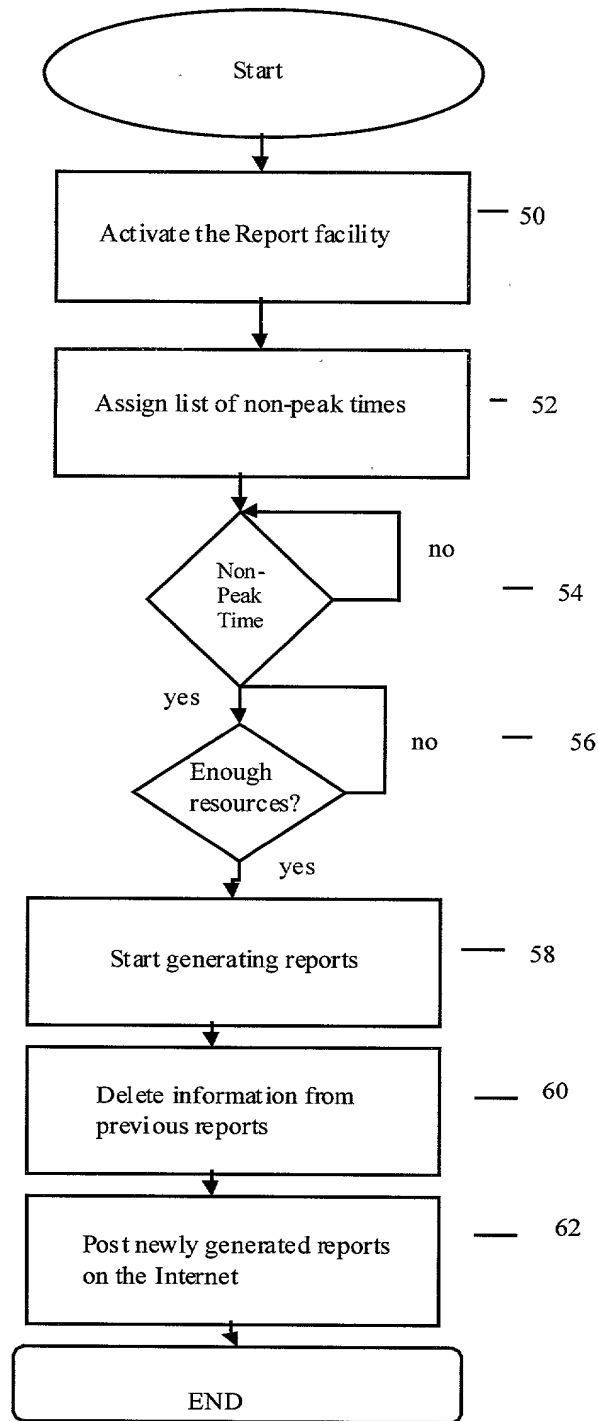 Start
Activate the Report facility
50
Assign list of non-peak times
52
Non-
Peak
Time
no
54
yes
Enough
resources?
no
56
yes
Start generating reports
58
Delete information from
previous reports
60
Post newly generated reports
on the Internet
62
END